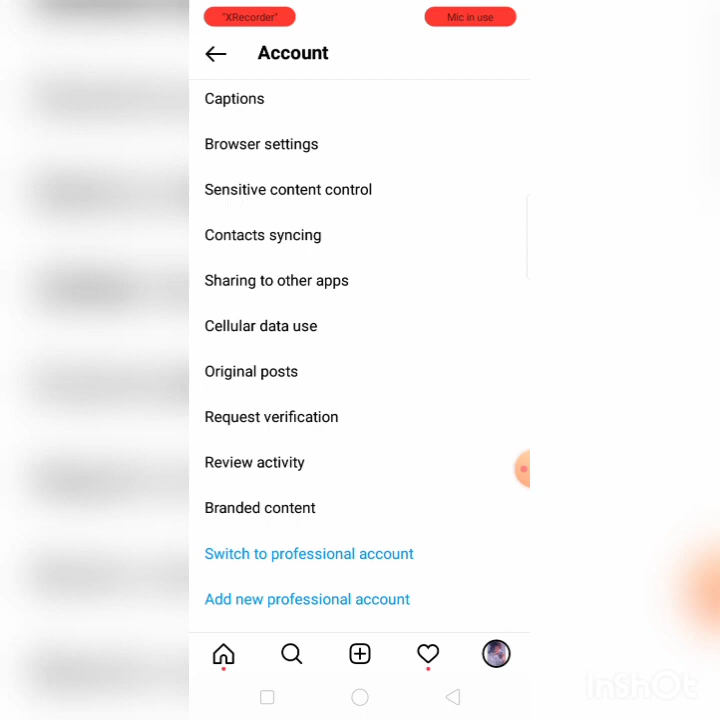 "XRecorder"
Mic in use
Account
Captions
Browser settings
Sensitive content control
Contacts syncing
Sharing to other apps
Cellular data use
Original posts
Request verification
Review activity
Branded content
Switch to professional account
Add new professional account
InShOt